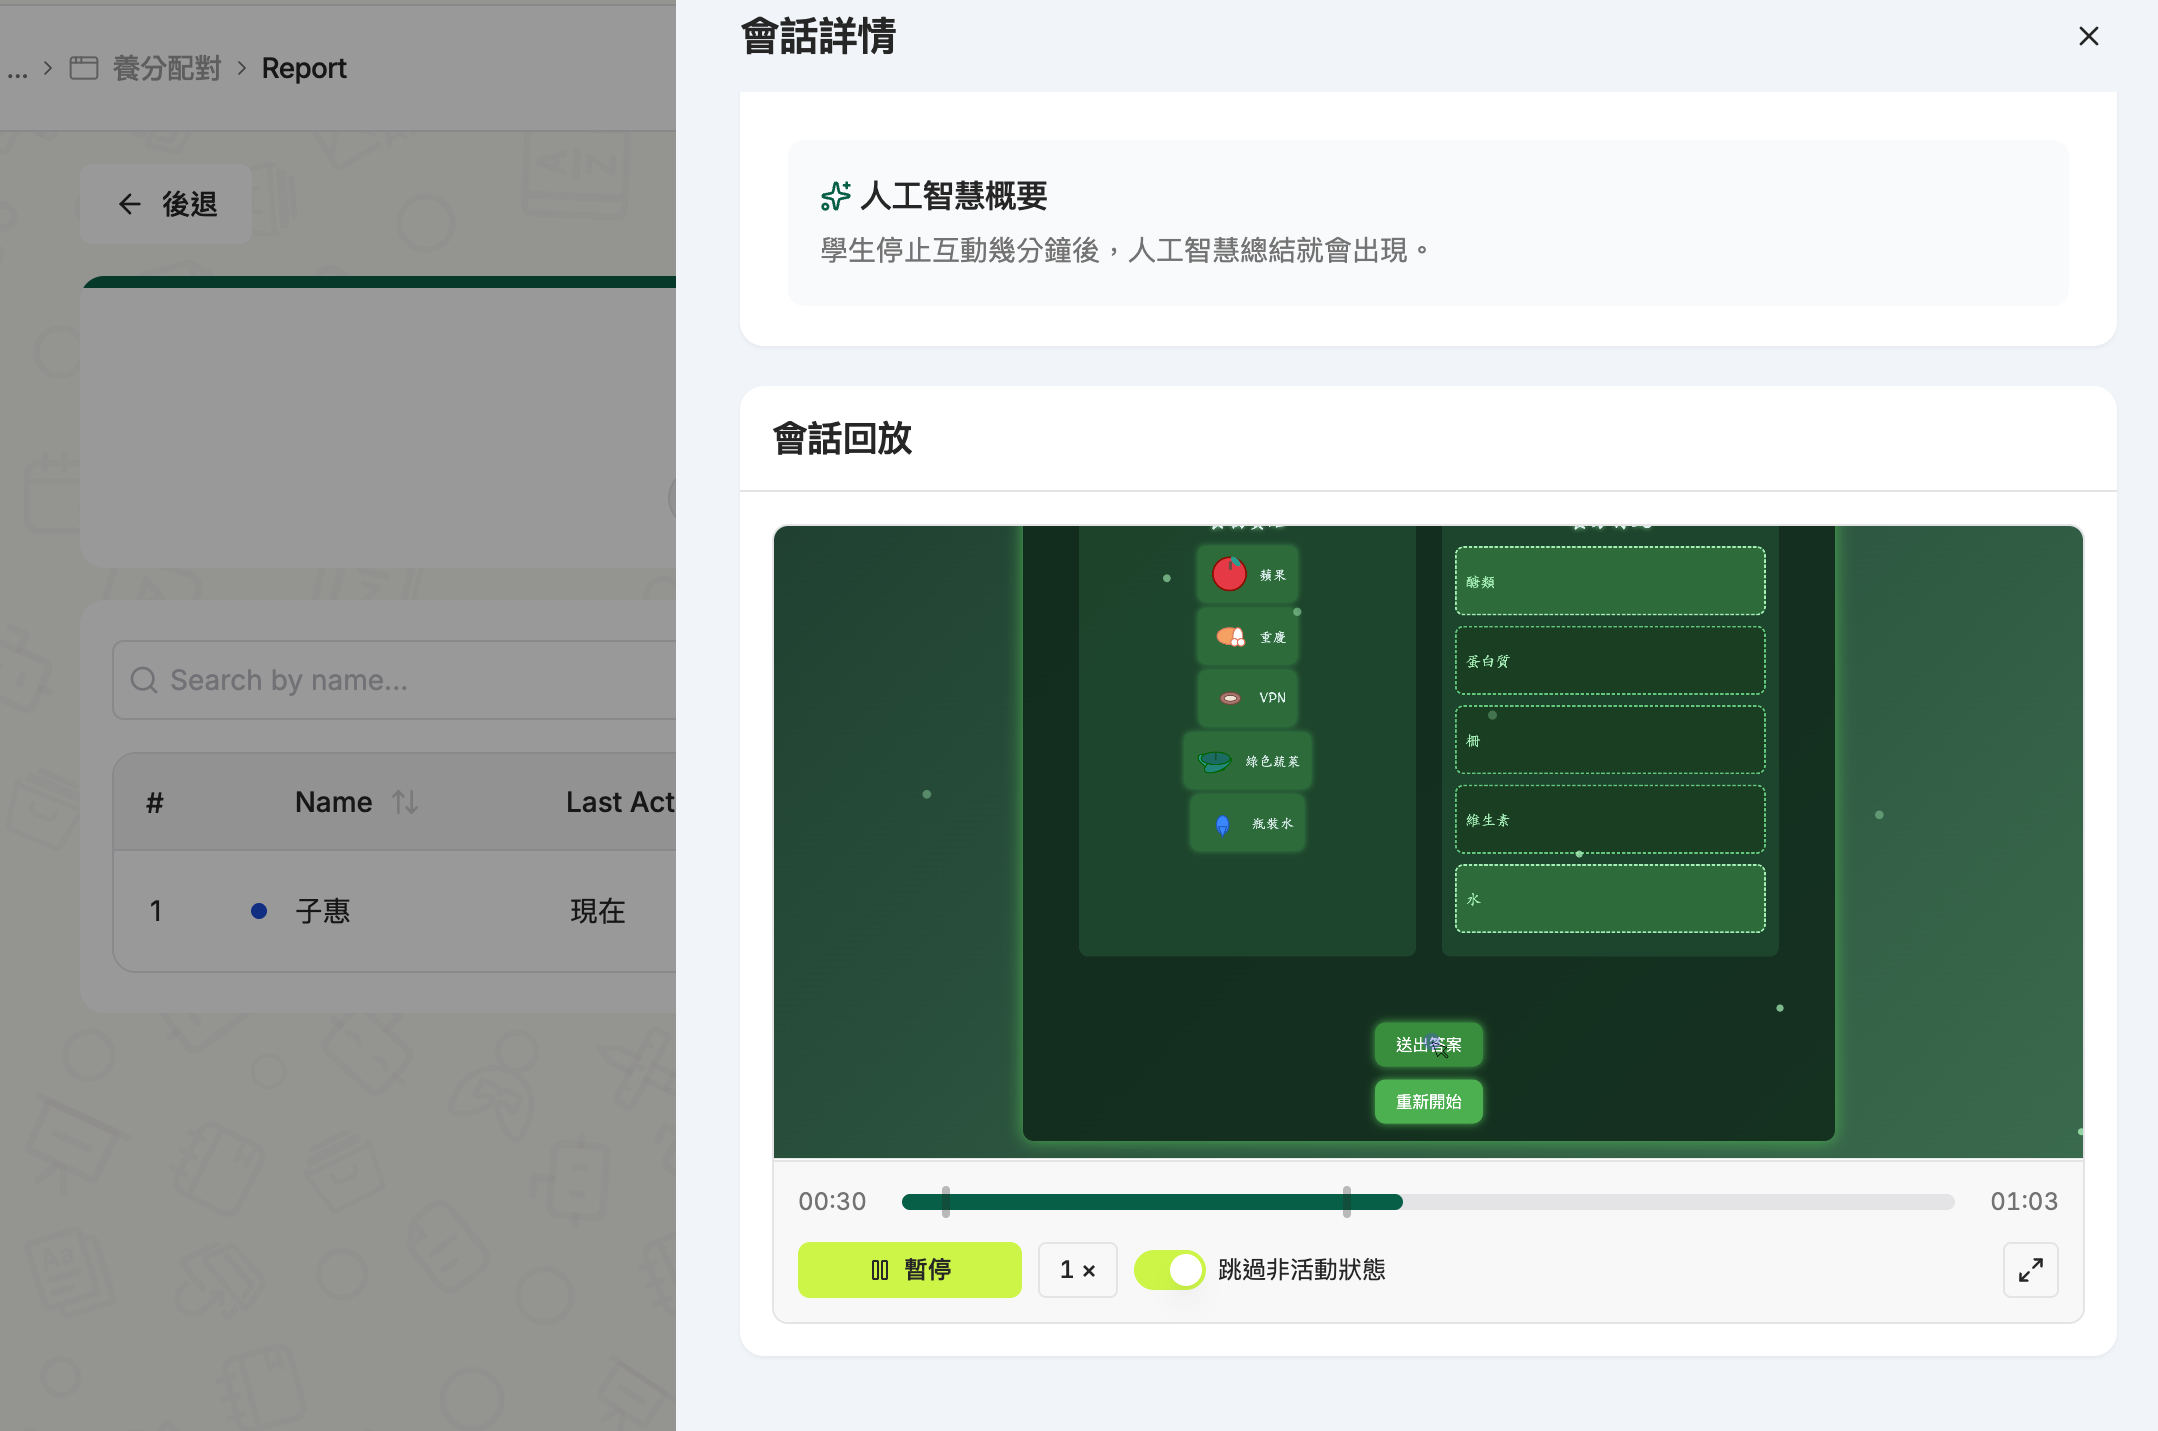 會話詳情
... > 養分配對 > Report
後退
人工智慧概要
學生停止互動幾分鐘後，人工智慧總結就會出現。
會話回放
Search by name...
# Name Last Act
1 子惠 現在
蘋果
重慶
VPN
綠色蔬菜
瓶裝水
醣類
蛋白質
柵
維生素
水
送出答案
重新開始
00:30
01:03
暫停
1 ×
跳過非活動狀態